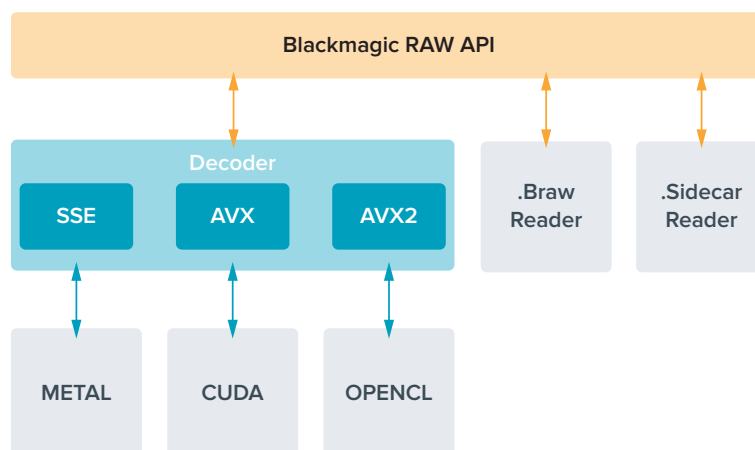 Blackmagic RAW API
Decoder
SSE
AVX
AVX2
.Braw
Reader
.Sidecar
Reader
METAL
CUDA
OPENCL